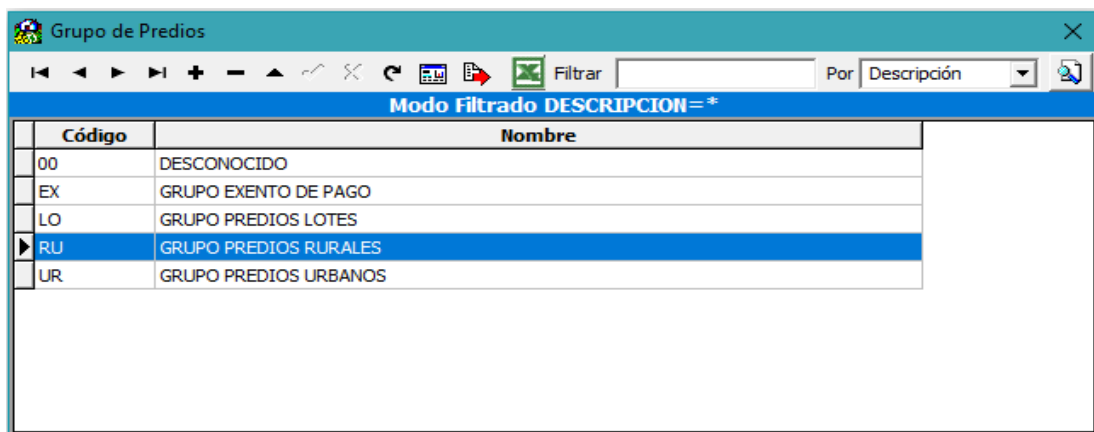 Grupo de Predios
Filtrar Por Descripción
Modo Filtrado DESCRIPCION=*
Código Nombre
00 DESCONOCIDO
EX GRUPO EXENTO DE PAGO
LO GRUPO PREDIOS LOTES
RU GRUPO PREDIOS RURALES
UR GRUPO PREDIOS URBANOS